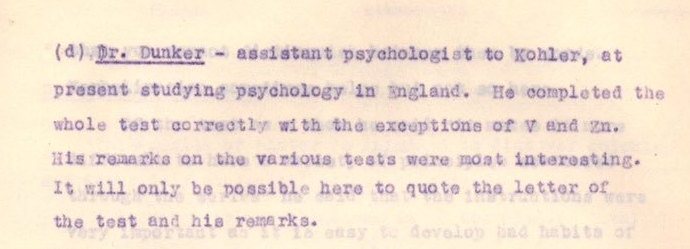 (d) Dr. Dunker - assistant psychologist to Kohler, at
present studying psychology in England. He completed the
whole test correctly with the exceptions of V and Zn.
His remarks on the various tests were most interesting.
It will only be possible here to quote the letter of
the test and his remarks.